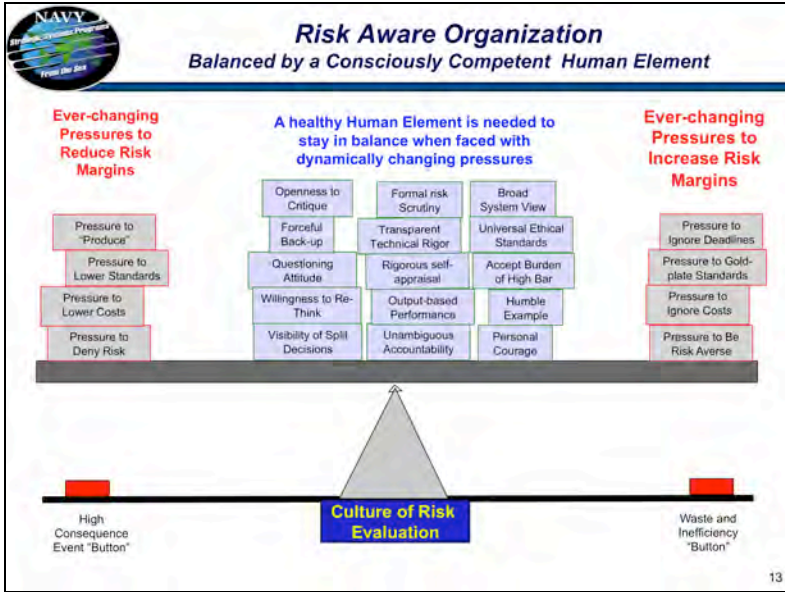 NAVY
Strategic Systems Programs
From the Sea
Risk Aware Organization
Balanced by a Consciously Competent Human Element
Ever-changing
Pressures to
Reduce Risk
Margins
A healthy Human Element is needed to
stay in balance when faced with
dynamically changing pressures
Ever-changing
Pressures to
Increase Risk
Margins
Pressure to
"Produce"
Pressure to
Lower Standards
Pressure to
Lower Costs
Pressure to
Deny Risk
Openness to
Critique
Forceful
Back-up
Questioning
Attitude
Willingness to Re-
Think
Visibility of Split
Decisions
Formal risk
Scrutiny
Transparent
Technical Rigor
Rigorous self-
appraisal
Output-based
Performance
Unambiguous
Accountability
Broad
System View
Universal Ethical
Standards
Accept Burden
of High Bar
Humble
Example
Personal
Courage
Pressure to
Ignore Deadlines
Pressure to Gold-
plate Standards
Pressure to
Ignore Costs
Pressure to Be
Risk Averse
High
Consequence
Event "Button"
Culture of Risk
Evaluation
Waste and
Inefficiency
"Button"
13